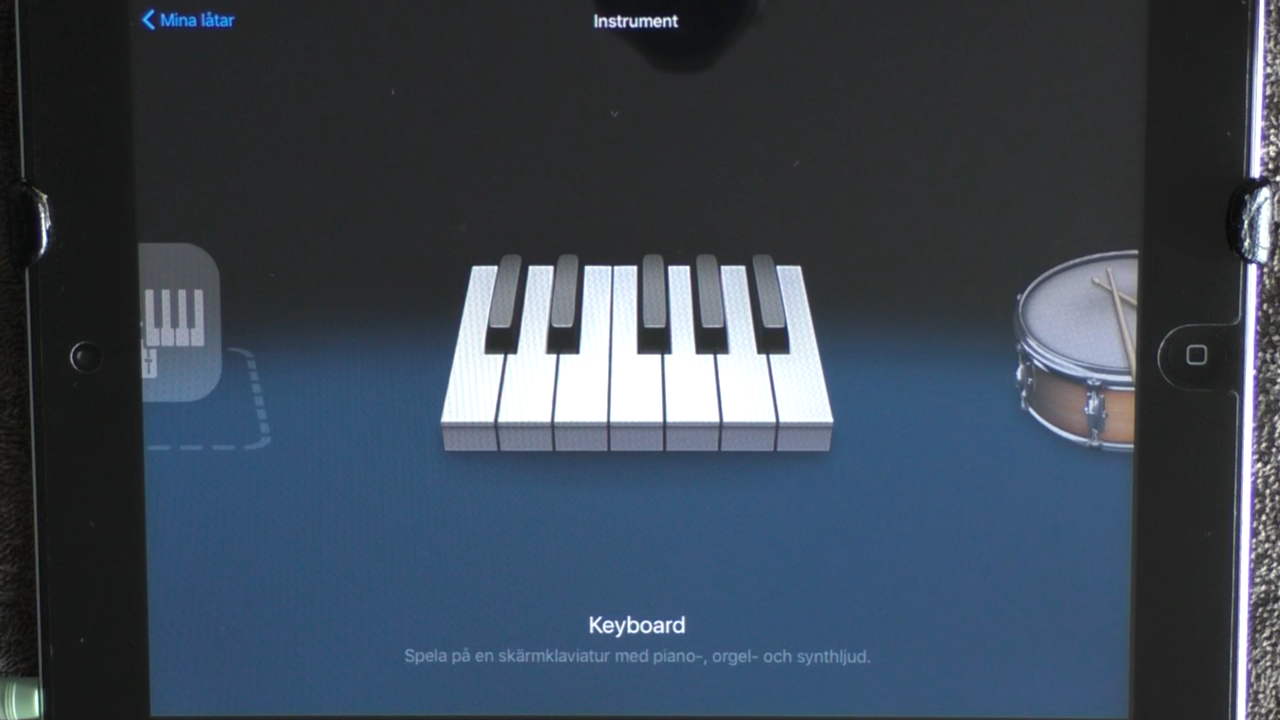 Mina låtar
Instrument
Keyboard
Spela på en skärmklaviatur med piano-, orgel- och synthljud.